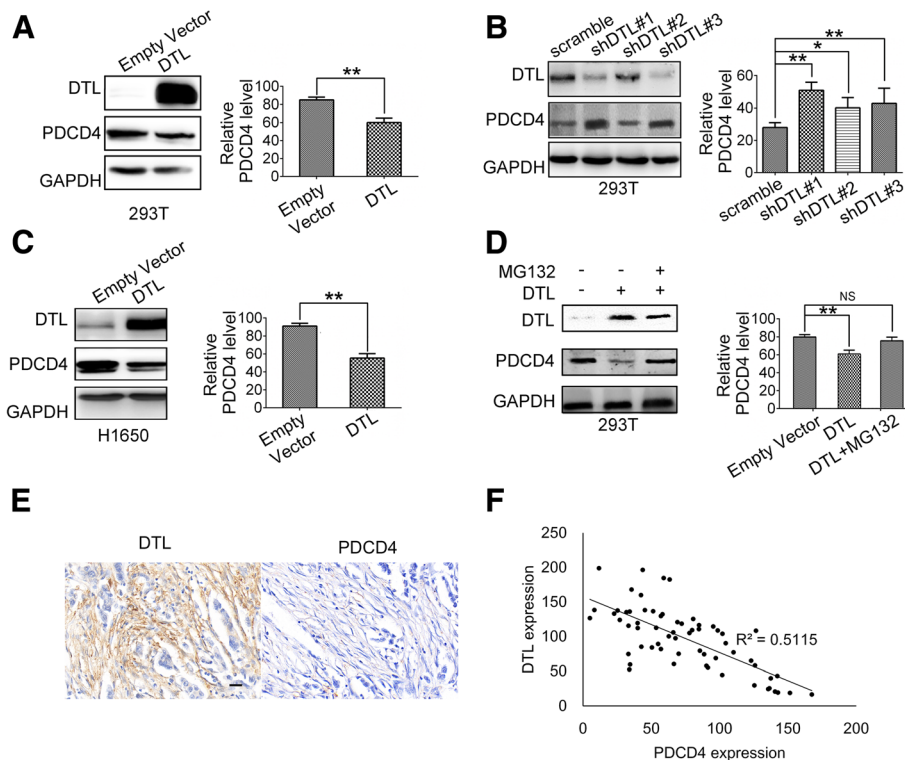 A
Empty Vector
DTL
DTL
PDCD4
GAPDH
293T
Relative
PDCD4 lelvel
100
80
60
40
20
0
**
Empty
Vector
DTL
B
scramble
shDTL#1
shDTL#2
shDTL#3
DTL
PDCD4
GAPDH
293T
Relative
PDCD4 level
60
40
20
0
**
*
**
scramble
shDTL#1
shDTL#2
shDTL#3
C
Empty Vector
DTL
DTL
PDCD4
GAPDH
H1650
Relative
PDCD4 level
100
80
60
40
20
0
**
Empty
Vector
DTL
D
MG132 - - +
DTL - + +
DTL
PDCD4
GAPDH
293T
Relative
PDCD4 level
100
80
60
40
20
0
NS
**
Empty Vector
DTL
DTL+MG132
E
DTL
PDCD4
F
DTL expression
250
200
150
100
50
0
R² = 0.5115
0 50 100 150 200
PDCD4 expression